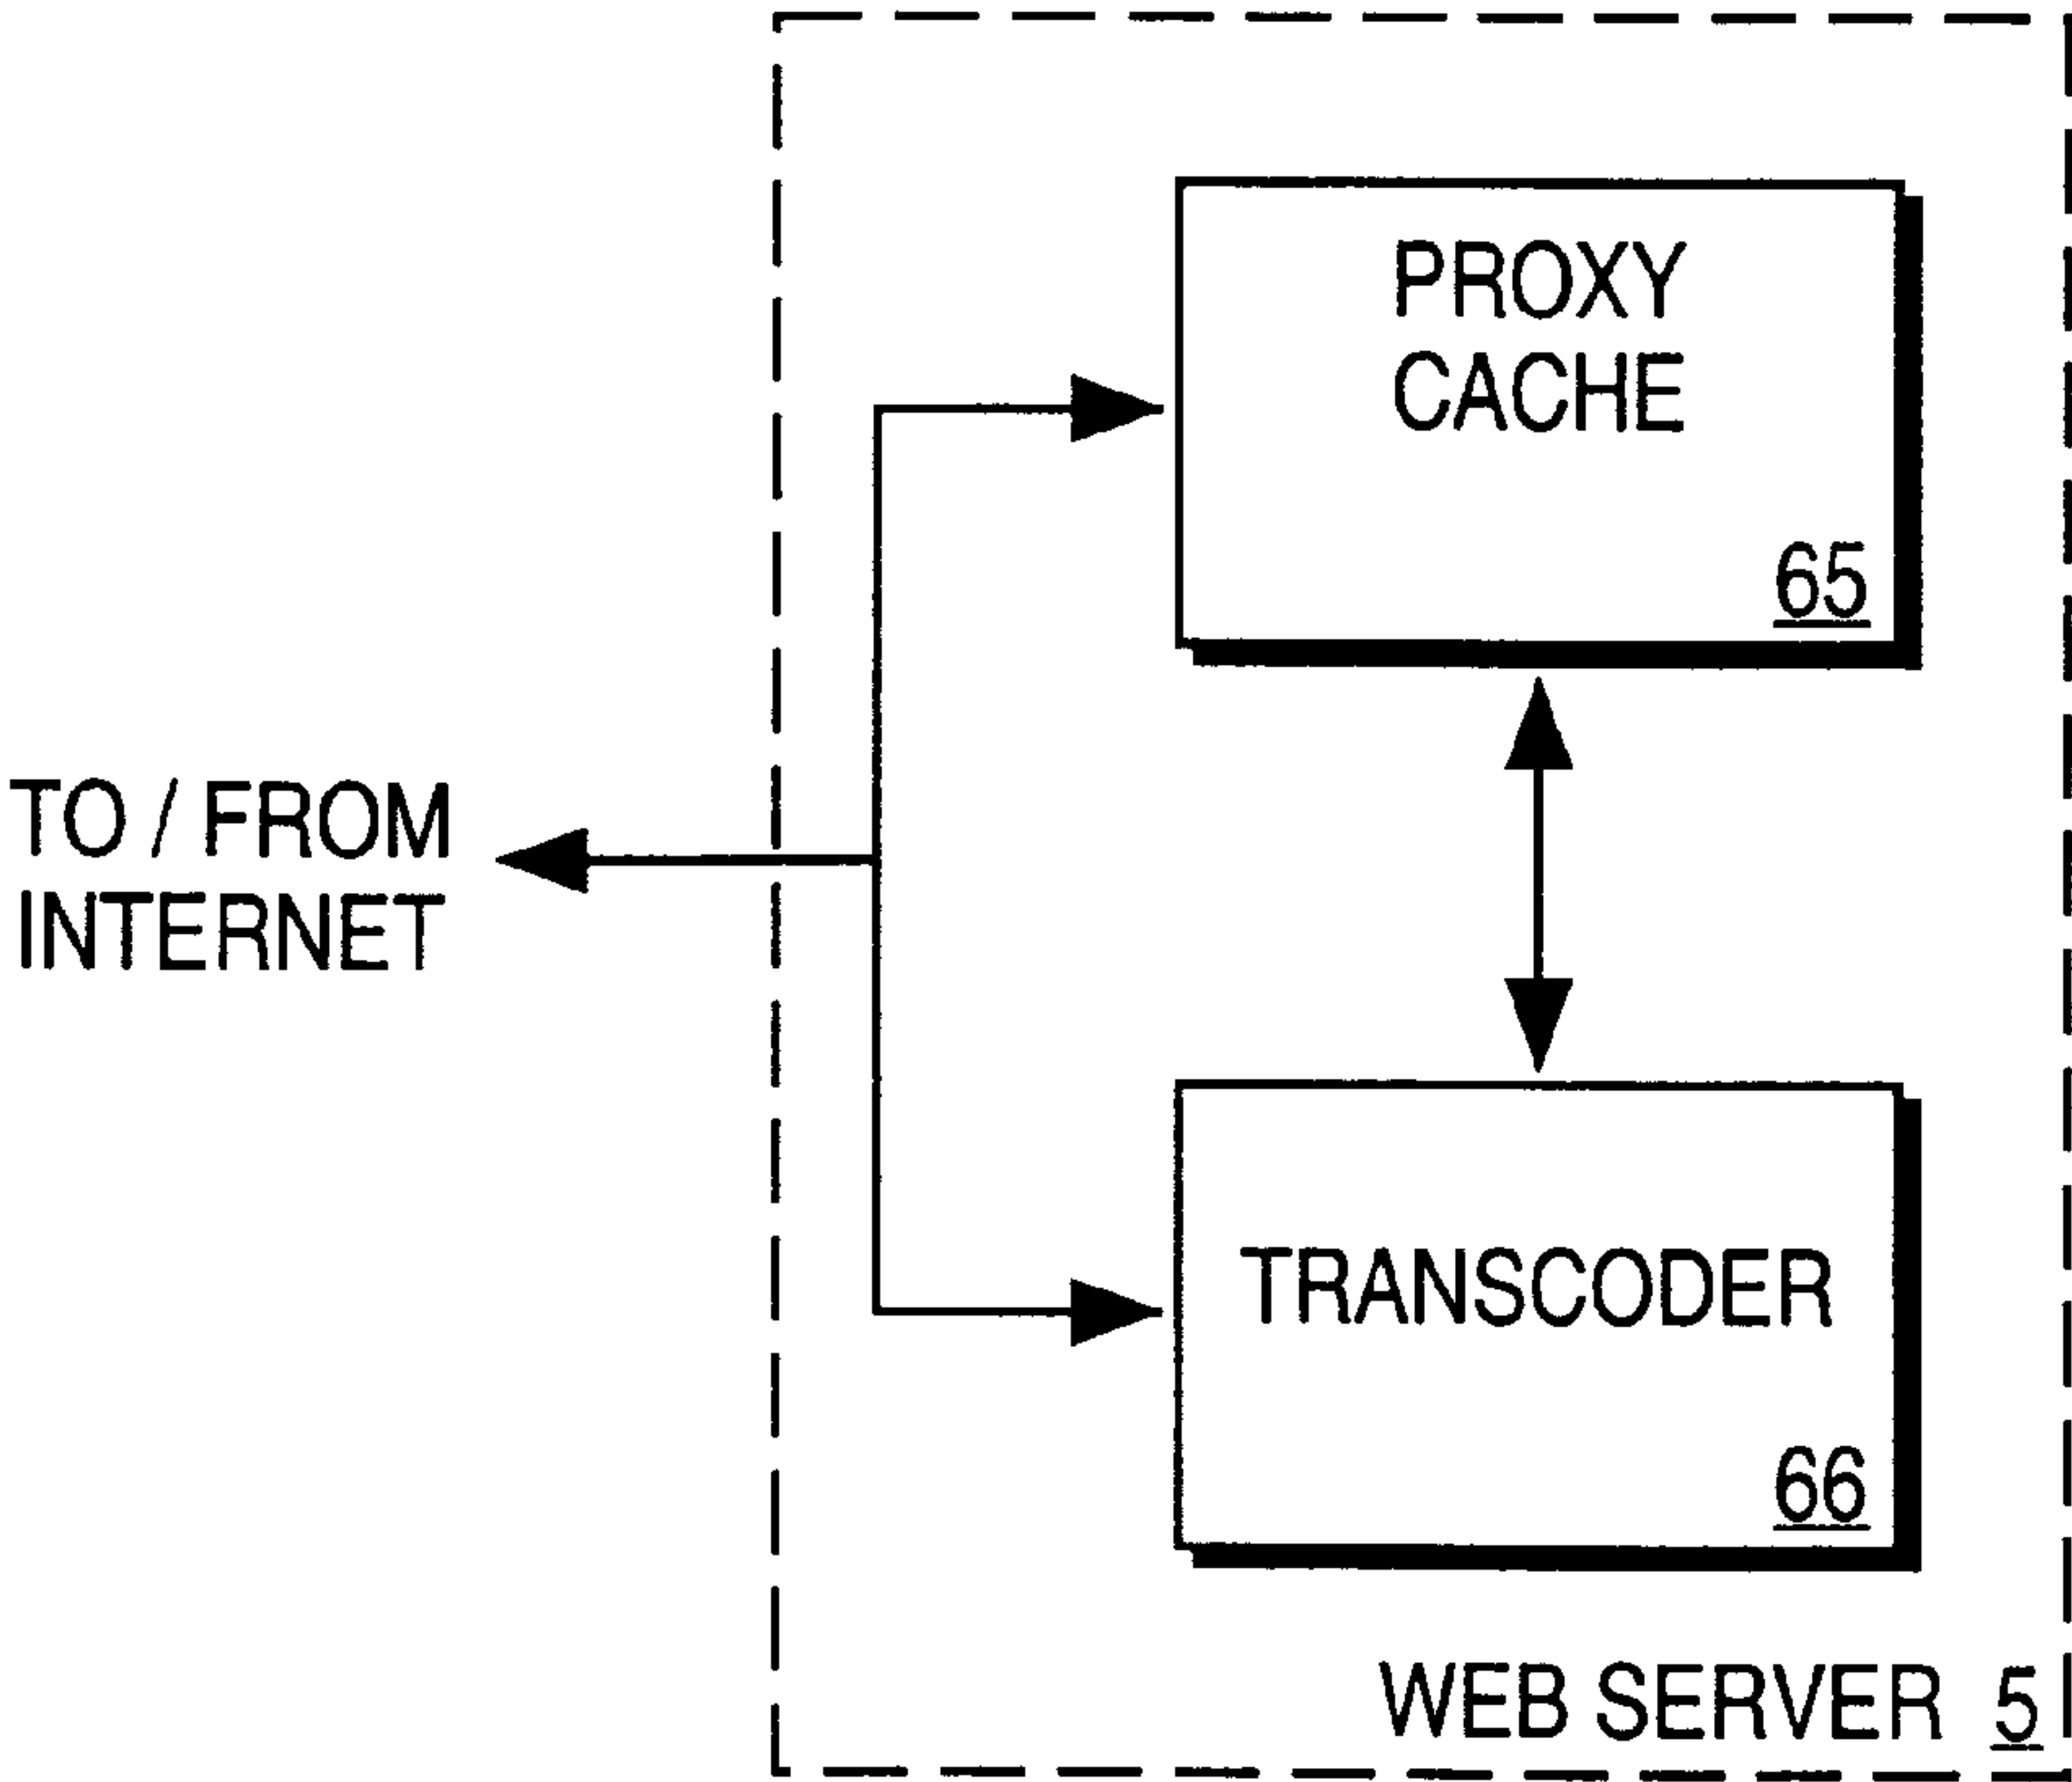 PROXY
CACHE
65
TO / FROM
INTERNET
TRANSCODER
66
WEB SERVER 5